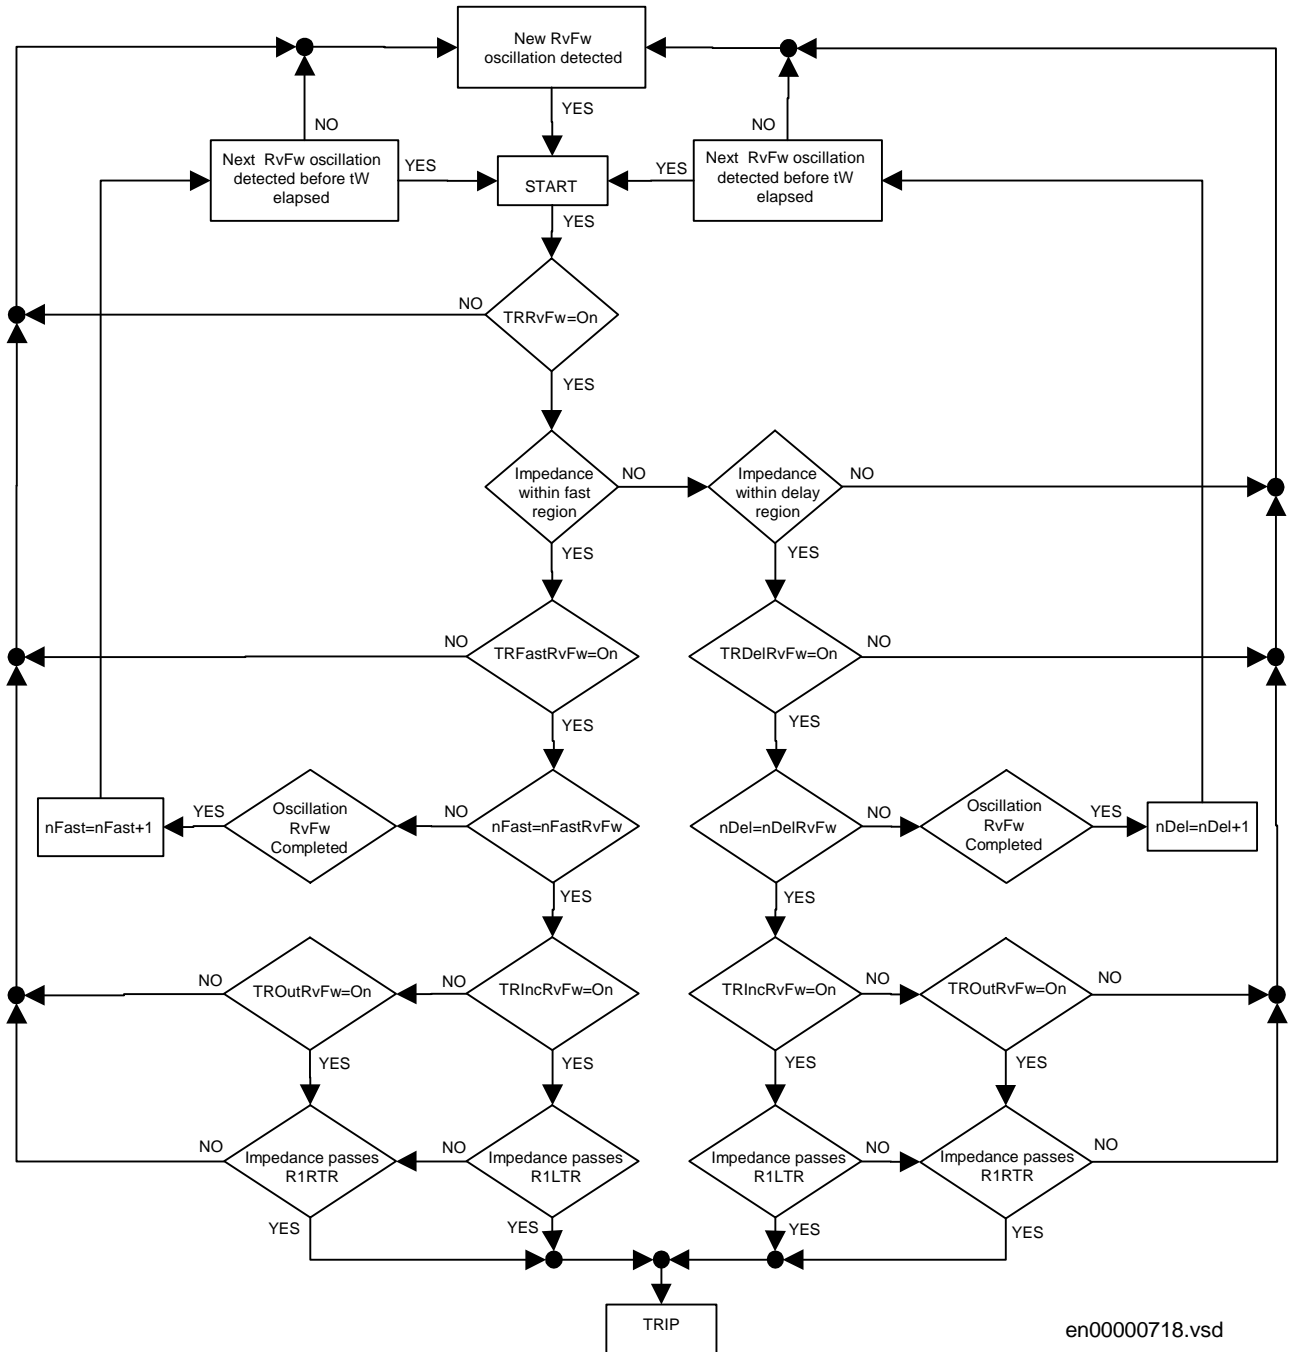 New RvFw
oscillation detected
YES
NO
NO
Next RvFw oscillation
detected before tW
elapsed
YES
START
YES
Next RvFw oscillation
detected before tW
elapsed
YES
NO
TRRvFw=On
YES
Impedance
within fast
region
NO
Impedance
within delay
region
NO
YES
YES
NO
TRFastRvFw=On
TRDelRvFw=On
NO
YES
YES
nFast=nFast+1
YES
Oscillation
RvFw
Completed
NO
nFast=nFastRvFw
nDel=nDelRvFw
NO
Oscillation
RvFw
Completed
YES
nDel=nDel+1
YES
YES
NO
TROutRvFw=On
NO
TRIncRvFw=On
TRIncRvFw=On
NO
TROutRvFw=On
NO
YES
YES
YES
YES
NO
Impedance passes
R1RTR
NO
Impedance passes
R1LTR
Impedance passes
R1LTR
NO
Impedance passes
R1RTR
NO
YES
YES
YES
YES
TRIP
en00000718.vsd